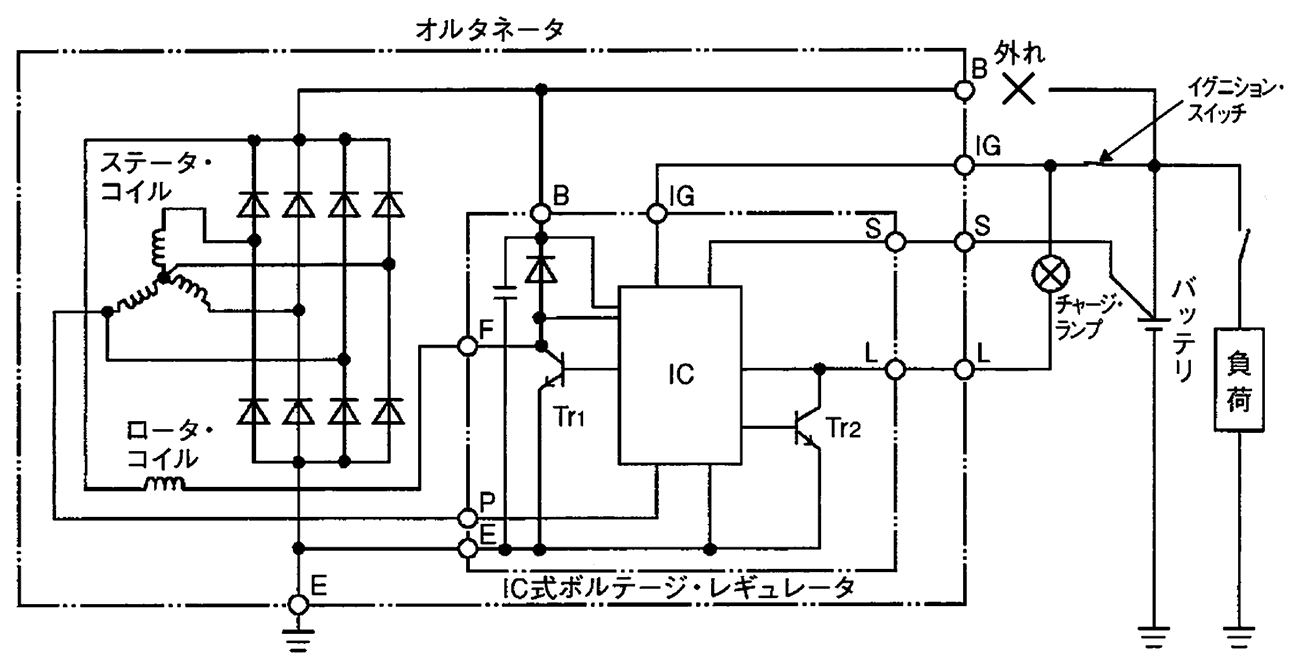 オルタネータ
B
外れ
イグニション・
スイッチ
IG
ステータ・
コイル
B
IG
S
S
チャージ・
ランプ
バッテリ
F
IC
L
L
負荷
Tr1
Tr2
ロータ・
コイル
P
E
IC式ボルテージ・レギュレータ
E